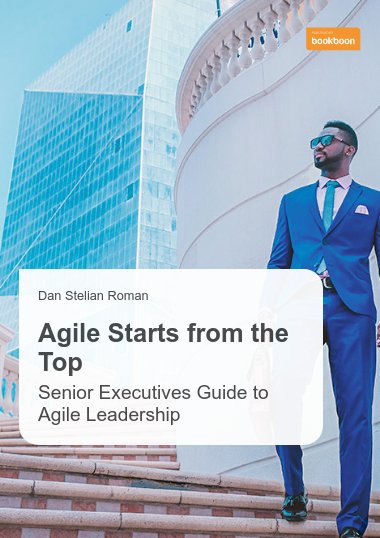 bookboon
Dan Stelian Roman
Agile Starts from the
Top
Senior Executives Guide to
Agile Leadership